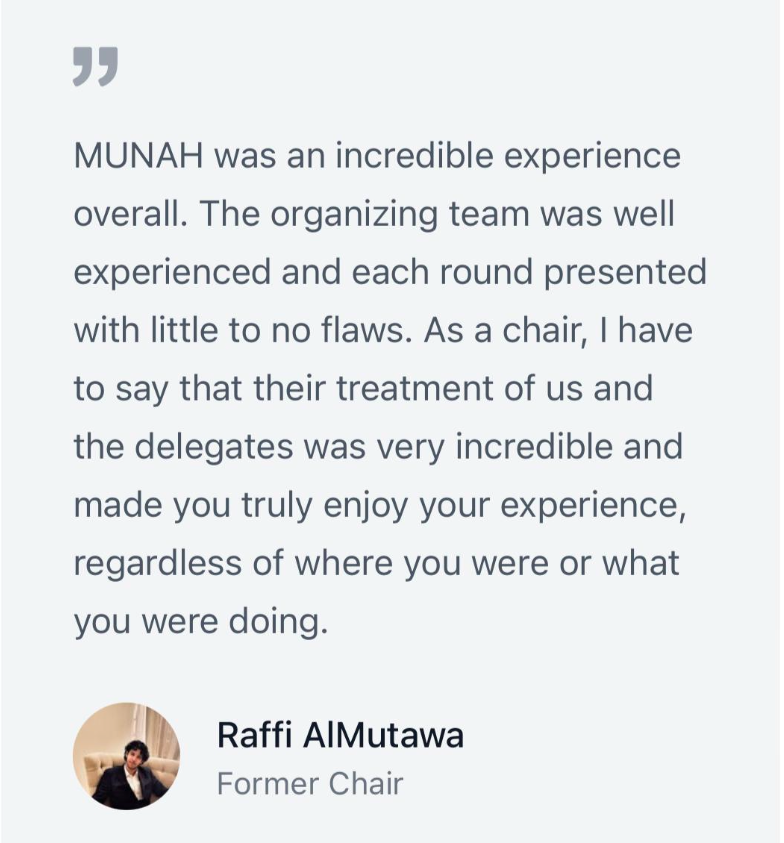 ”
MUNAH was an incredible experience
overall. The organizing team was well
experienced and each round presented
with little to no flaws. As a chair, I have
to say that their treatment of us and
the delegates was very incredible and
made you truly enjoy your experience,
regardless of where you were or what
you were doing.
Raffi AlMutawa
Former Chair